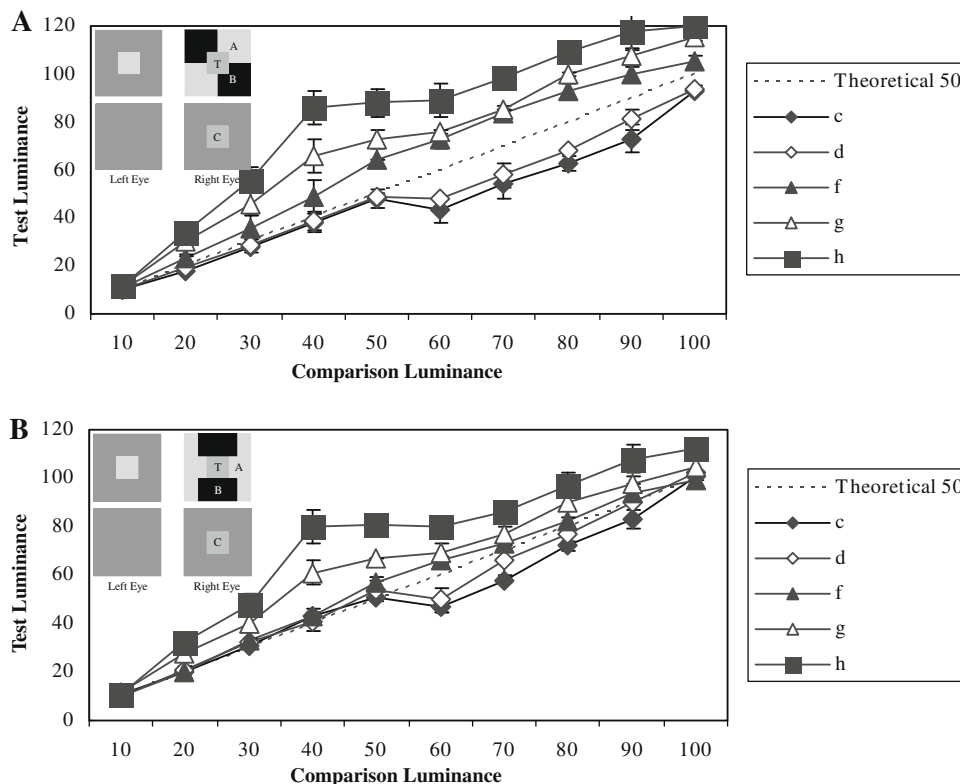 A
Test Luminance
120
100
80
60
40
20
0
A
T
B
C
Left Eye Right Eye
10 20 30 40 50 60 70 80 90 100
Comparison Luminance
Theoretical 50
c
d
f
g
h
B
Test Luminance
120
100
80
60
40
20
0
T A
B
C
Left Eye Right Eye
10 20 30 40 50 60 70 80 90 100
Comparison Luminance
Theoretical 50
c
d
f
g
h